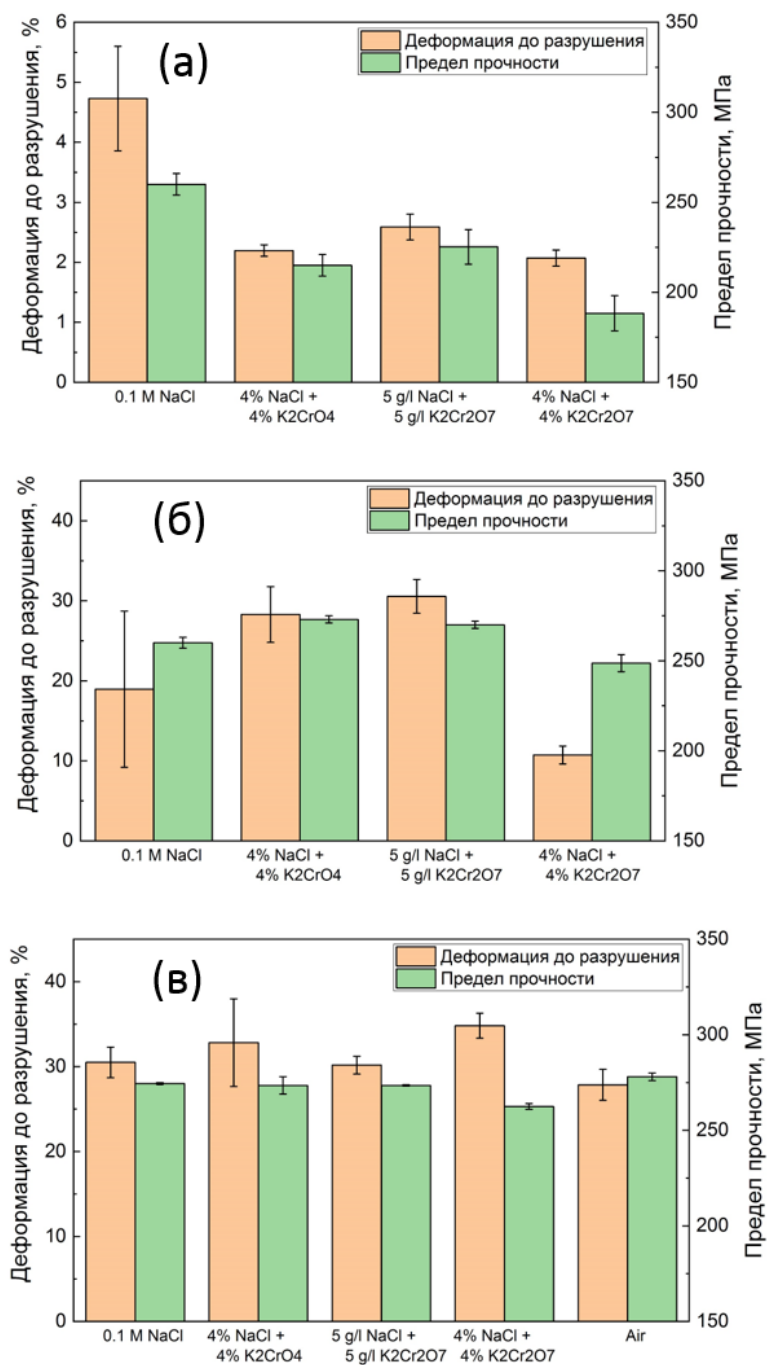 6
5
4
3
2
1
0
Деформация до разрушения, %
(а)
Деформация до разрушения
Предел прочности
350
300
250
200
150
Предел прочности, МПа
0.1 M NaCl
4% NaCl +
4% K2CrO4
5 g/l NaCl +
5 g/l K2Cr2O7
4% NaCl +
4% K2Cr2O7
40
30
20
10
0
Деформация до разрушения, %
(б)
Деформация до разрушения
Предел прочности
350
300
250
200
150
Предел прочности, МПа
0.1 M NaCl
4% NaCl +
4% K2CrO4
5 g/l NaCl +
5 g/l K2Cr2O7
4% NaCl +
4% K2Cr2O7
40
30
20
10
0
Деформация до разрушения, %
(в)
Деформация до разрушения
Предел прочности
350
300
250
200
150
Предел прочности, МПа
0.1 M NaCl
4% NaCl +
4% K2CrO4
5 g/l NaCl +
5 g/l K2Cr2O7
4% NaCl +
4% K2Cr2O7
Air